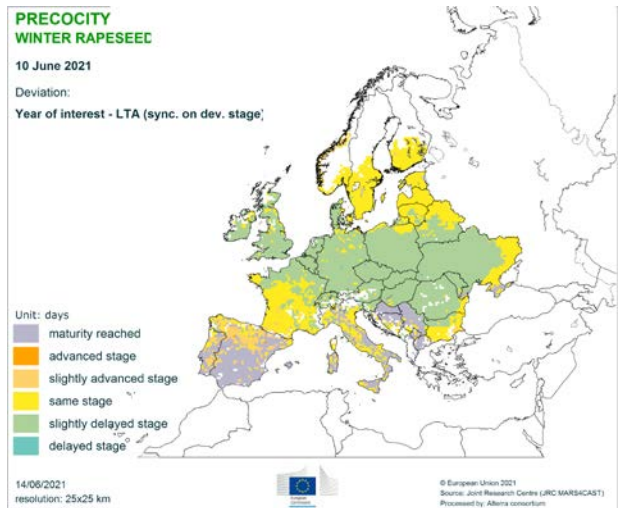 PRECOCITY
WINTER RAPESEED
10 June 2021
Deviation:
Year of interest - LTA (sync. on dev. stage)
Unit: days
maturity reached
advanced stage
slightly advanced stage
same stage
slightly delayed stage
delayed stage
14/06/2021
resolution: 25x25 km
European
Commission
© European Union 2021
Source: Joint Research Centre (JRC MARS4CAST)
Processed by: Alterra consortium